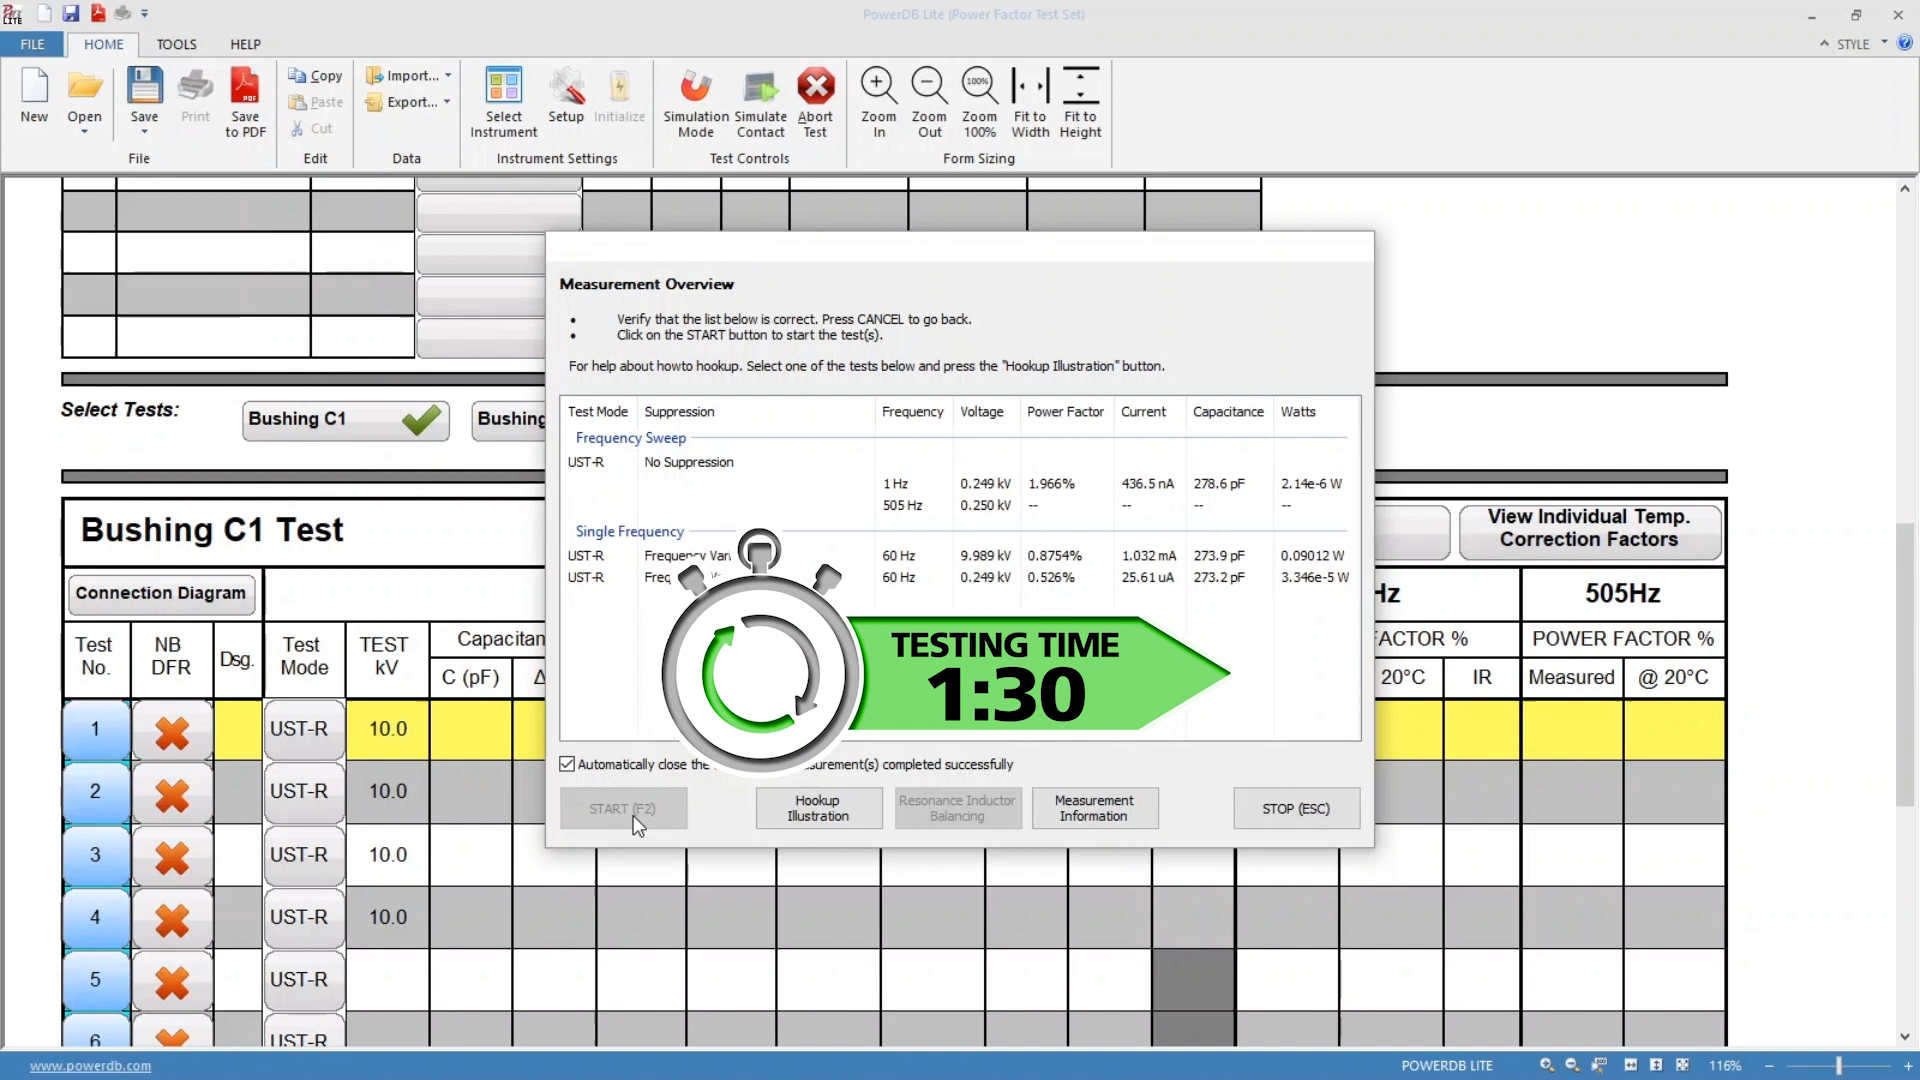 LITE
PowerDB Lite (Power Factor Test Set)
FILE HOME TOOLS HELP STYLE
New Open Save Print Save to PDF
Copy
Paste
Cut
Import...
Export...
Select Instrument Setup Initialize
Simulation Mode Simulate Contact Abort Test
Zoom In Zoom Out 100% Zoom 100% Fit to Width Fit to Height
File Edit Data Instrument Settings Test Controls Form Sizing
Measurement Overview
Verify that the list below is correct. Press CANCEL to go back.
Click on the START button to start the test(s).
For help about howto hookup. Select one of the tests below and press the "Hookup Illustration" button.
Select Tests: Bushing C1 Bushing
Test Mode Suppression Frequency Voltage Power Factor Current Capacitance Watts
Frequency Sweep
UST-R No Suppression
1 Hz 0.249 kV 1.966% 436.5 nA 278.6 pF 2.14e-6 W
505 Hz 0.250 kV -- -- -- --
Single Frequency
UST-R Frequency Vari 60 Hz 9.989 kV 0.8754% 1.032 mA 273.9 pF 0.09012 W
UST-R Freq 60 Hz 0.249 kV 0.526% 25.61 uA 273.2 pF 3.346e-5 W
TESTING TIME
1:30
Automatically close the surement(s) completed successfully
START (F2) Hookup Illustration Resonance Inductor Balancing Measurement Information STOP (ESC)
Bushing C1 Test
View Individual Temp. Correction Factors
Connection Diagram Hz 505Hz
Test No. NB DFR Dsg. Test Mode TEST kV Capacitan FACTOR % POWER FACTOR %
C (pF) Δ 20°C IR Measured @ 20°C
1 UST-R 10.0
2 UST-R 10.0
3 UST-R 10.0
4 UST-R 10.0
5 UST-R
6 UST-R
www.powerdb.com POWERDB LITE 116%